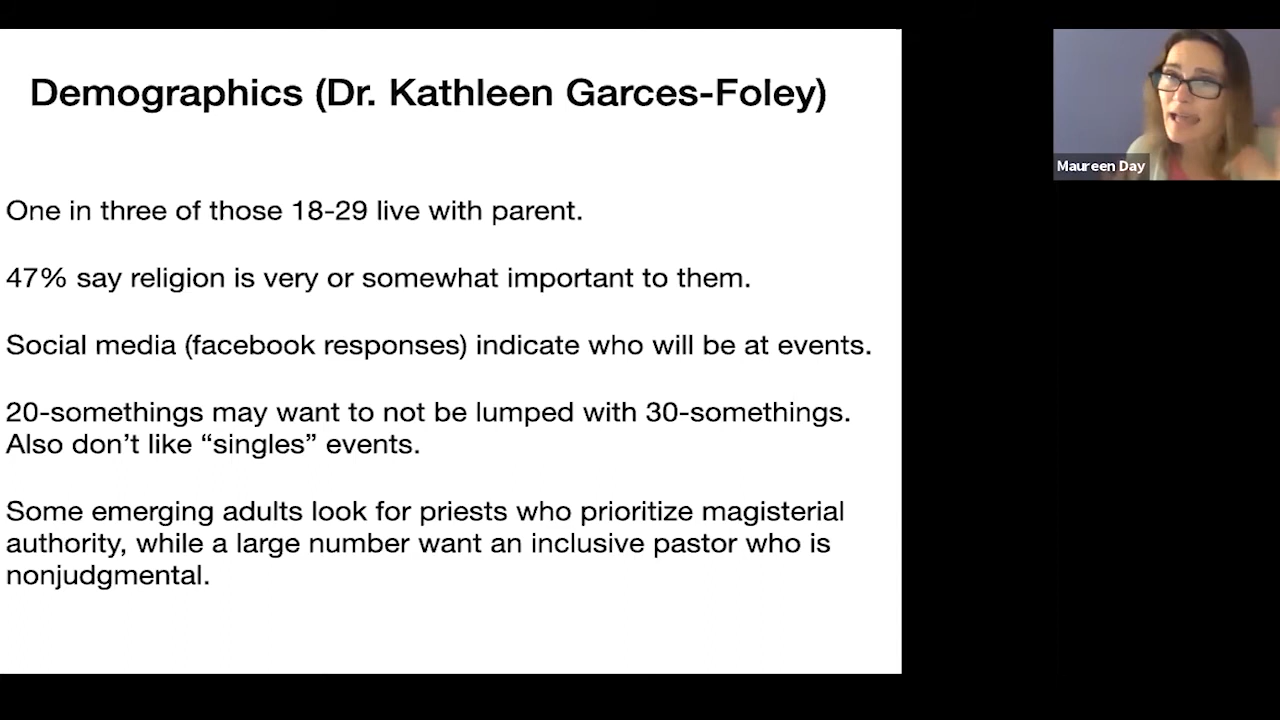 Demographics (Dr. Kathleen Garces-Foley)
Maureen Day
One in three of those 18-29 live with parent.
47% say religion is very or somewhat important to them.
Social media (facebook responses) indicate who will be at events.
20-somethings may want to not be lumped with 30-somethings.
Also don’t like “singles” events.
Some emerging adults look for priests who prioritize magisterial
authority, while a large number want an inclusive pastor who is
nonjudgmental.